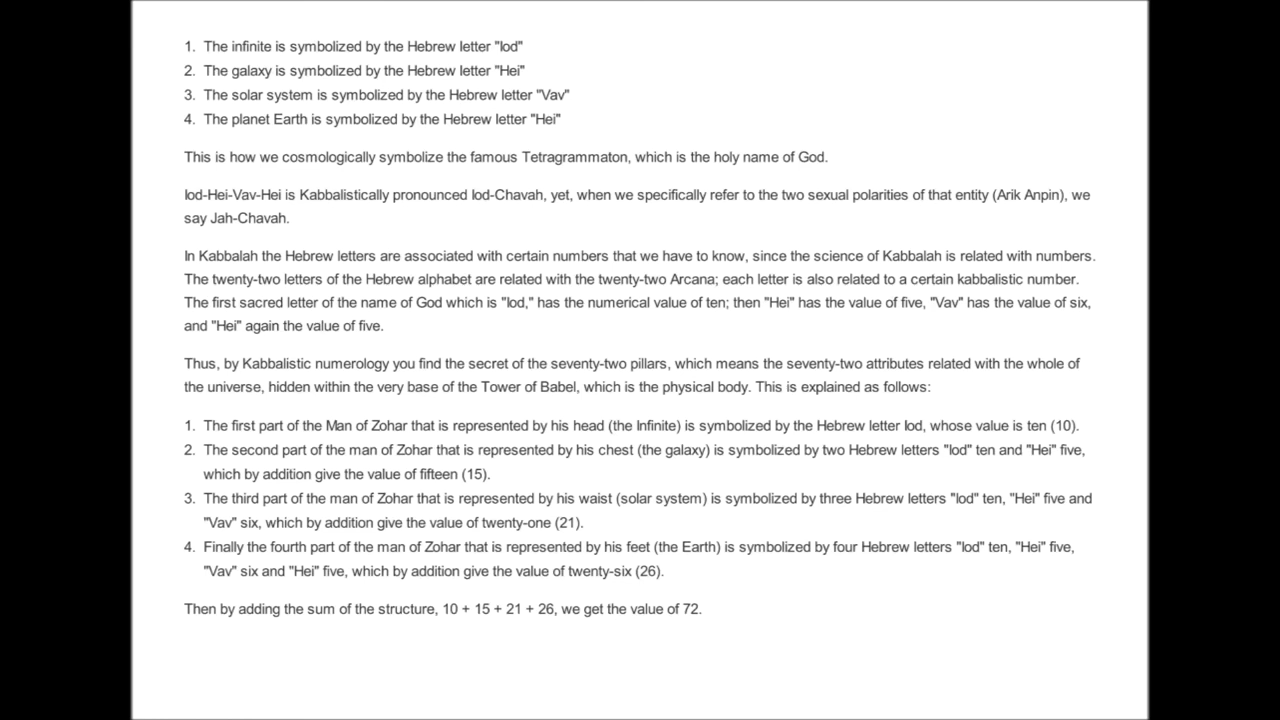 1. The infinite is symbolized by the Hebrew letter "Iod"
2. The galaxy is symbolized by the Hebrew letter "Hei"
3. The solar system is symbolized by the Hebrew letter "Vav"
4. The planet Earth is symbolized by the Hebrew letter "Hei"
This is how we cosmologically symbolize the famous Tetragrammaton, which is the holy name of God.
Iod-Hei-Vav-Hei is Kabbalistically pronounced Iod-Chavah, yet, when we specifically refer to the two sexual polarities of that entity (Arik Anpin), we
say Jah-Chavah.
In Kabbalah the Hebrew letters are associated with certain numbers that we have to know, since the science of Kabbalah is related with numbers.
The twenty-two letters of the Hebrew alphabet are related with the twenty-two Arcana; each letter is also related to a certain kabbalistic number.
The first sacred letter of the name of God which is "Iod," has the numerical value of ten; then "Hei" has the value of five, "Vav" has the value of six,
and "Hei" again the value of five.
Thus, by Kabbalistic numerology you find the secret of the seventy-two pillars, which means the seventy-two attributes related with the whole of
the universe, hidden within the very base of the Tower of Babel, which is the physical body. This is explained as follows:
1. The first part of the Man of Zohar that is represented by his head (the Infinite) is symbolized by the Hebrew letter Iod, whose value is ten (10).
2. The second part of the man of Zohar that is represented by his chest (the galaxy) is symbolized by two Hebrew letters "Iod" ten and "Hei" five,
which by addition give the value of fifteen (15).
3. The third part of the man of Zohar that is represented by his waist (solar system) is symbolized by three Hebrew letters "Iod" ten, "Hei" five and
"Vav" six, which by addition give the value of twenty-one (21).
4. Finally the fourth part of the man of Zohar that is represented by his feet (the Earth) is symbolized by four Hebrew letters "Iod" ten, "Hei" five,
"Vav" six and "Hei" five, which by addition give the value of twenty-six (26).
Then by adding the sum of the structure, 10 + 15 + 21 + 26, we get the value of 72.